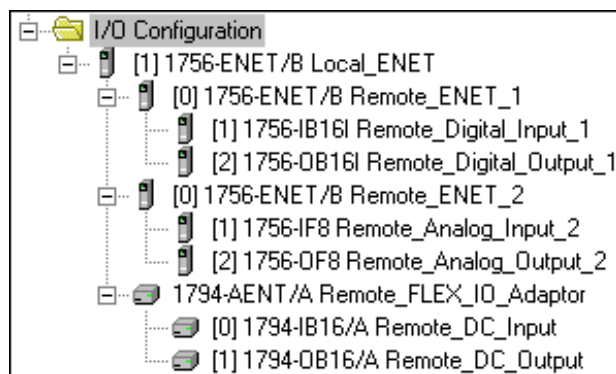 I/O Configuration
[1] 1756-ENET/B Local_ENET
[0] 1756-ENET/B Remote_ENET_1
[1] 1756-IB16I Remote_Digital_Input_1
[2] 1756-OB16I Remote_Digital_Output_1
[0] 1756-ENET/B Remote_ENET_2
[1] 1756-IF8 Remote_Analog_Input_2
[2] 1756-OF8 Remote_Analog_Output_2
1794-AENT/A Remote_FLEX_IO_Adaptor
[0] 1794-IB16/A Remote_DC_Input
[1] 1794-OB16/A Remote_DC_Output